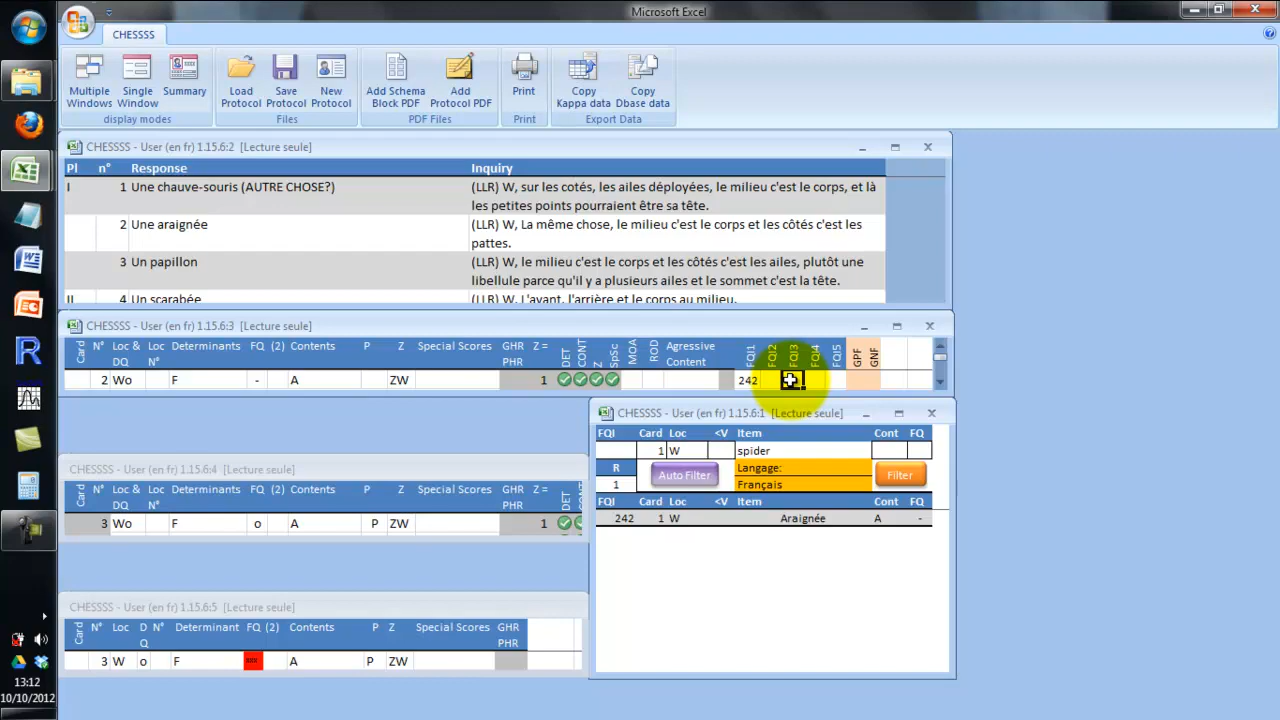 Microsoft Excel
CHESSSS
Multiple Windows
Single Window
Summary
display modes
Load Protocol
Save Protocol
New Protocol
Files
Add Schema Block PDF
Add Protocol PDF
PDF Files
Print
Print
Copy Kappa data
Copy Dbase data
Export Data
CHESSSS - User (en fr) 1.15.6:2 [Lecture seule]
Pl n° Response Inquiry
I 1 Une chauve-souris (AUTRE CHOSE?) (LLR) W, sur les cotés, les ailes déployées, le milieu c'est le corps, et là
les petites points pourraient être sa tête.
2 Une araignée (LLR) W, La même chose, le milieu c'est le corps et les côtés c'est les
pattes.
3 Un papillon (LLR) W, le milieu c'est le corps et les côtés c'est les ailes, plutôt une
libellule parce qu'il y a plusieurs ailes et le sommet c'est la tête.
II 4 Un scarabée (LLR) W, L'avant, l'arrière et le corps au milieu.
CHESSSS - User (en fr) 1.15.6:3 [Lecture seule]
Card N° Loc & DQ Loc N° Determinants FQ (2) Contents P Z Special Scores GHR PHR Z = DET CONT Z SpSc MOA ROD Agressive Content FQI1 FQI2 FQI3 FQI4 FQI5 GPF GNF
2 Wo F - A ZW 1 242
CHESSSS - User (en fr) 1.15.6:1 [Lecture seule]
FQI Card Loc <V Item Cont FQ
1 W spider
R Auto Filter Langage: Filter
1 Français
FQI Card Loc <V Item Cont FQ
242 1 W Araignée A -
CHESSSS - User (en fr) 1.15.6:4 [Lecture seule]
Card N° Loc & DQ Loc N° Determinants FQ (2) Contents P Z Special Scores GHR PHR Z = DET
3 Wo F o A P ZW 1
CHESSSS - User (en fr) 1.15.6:5 [Lecture seule]
Card N° Loc D Q N° Determinant FQ (2) Contents P Z Special Scores GHR PHR
3 W o F A P ZW
13:12
10/10/2012